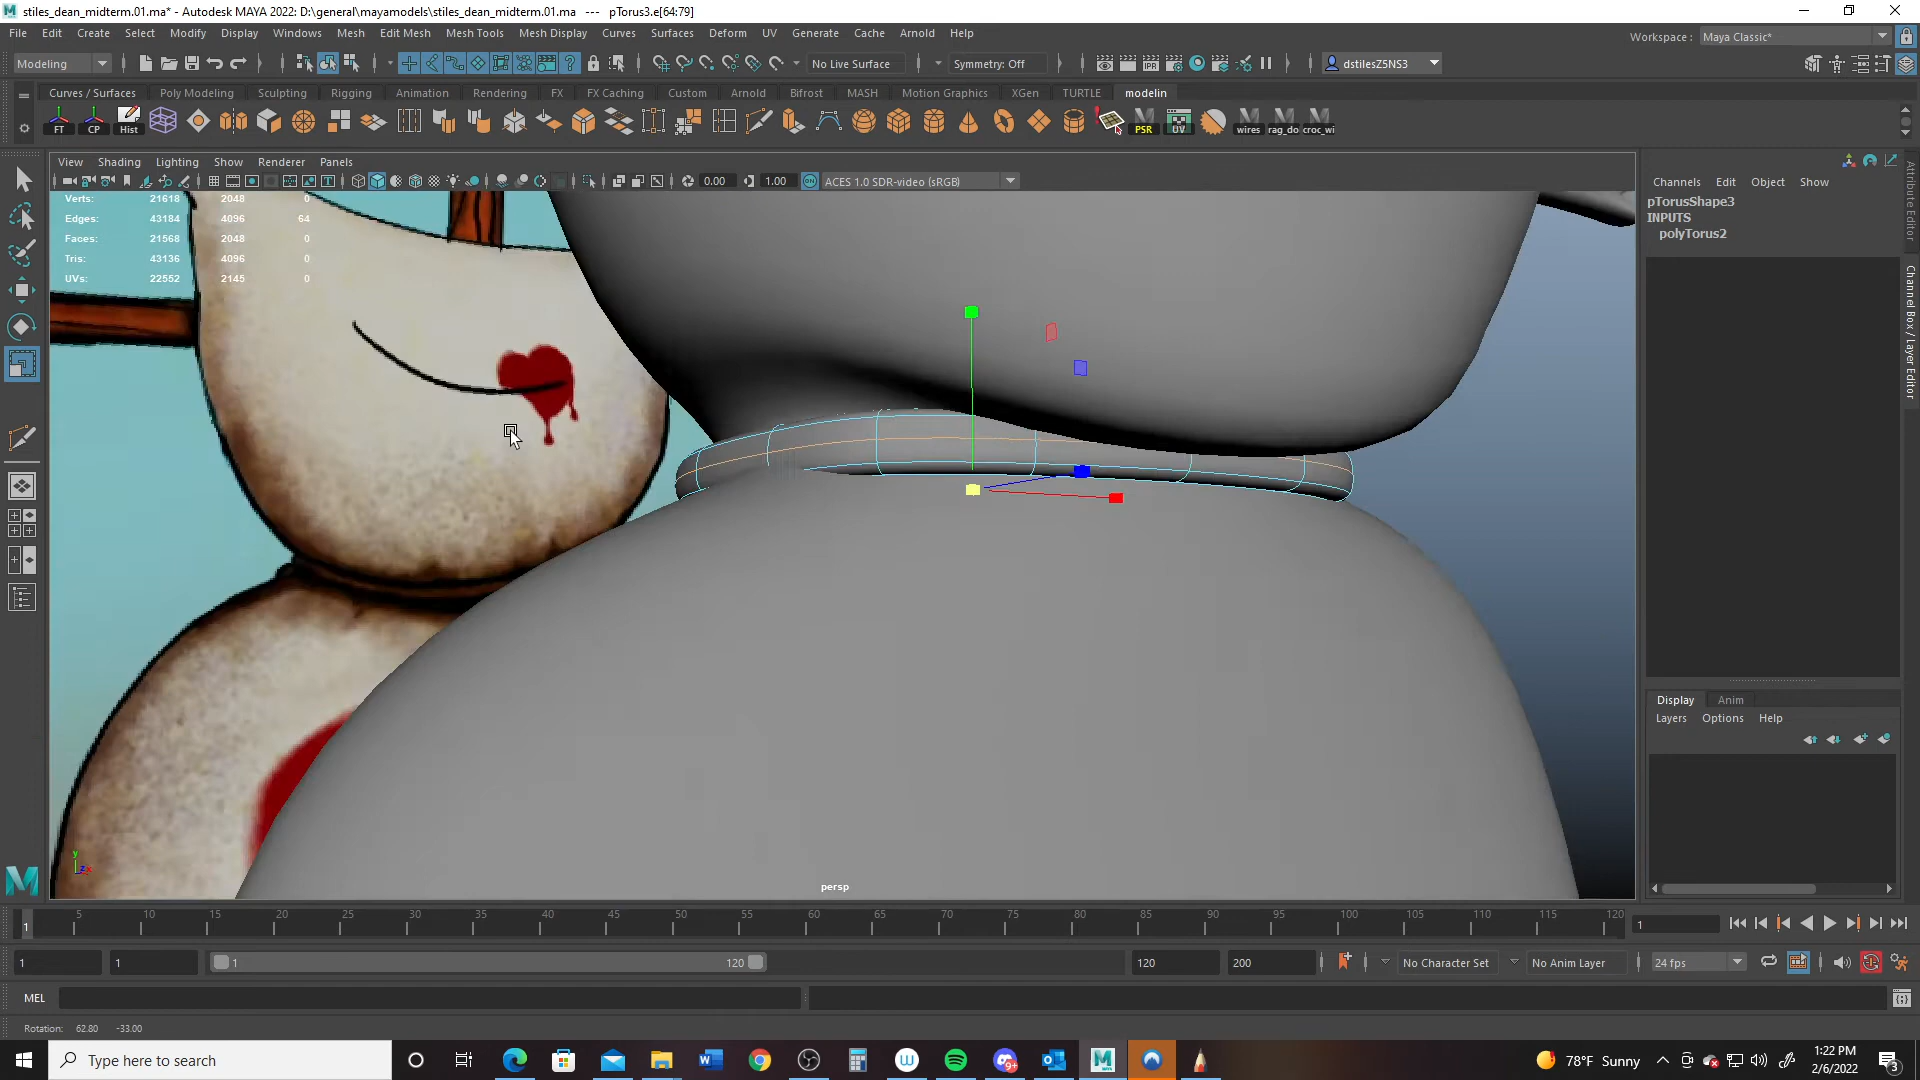 stiles_dean_midterm.01.ma* - Autodesk MAYA 2022: D:\general\mayamodels\stiles_dean_midterm.01.ma   ---   pTorus3.e[64:79]
File Edit Create Select Modify Display Windows Mesh Edit Mesh Mesh Tools Mesh Display Curves Surfaces Deform UV Generate Cache Arnold Help
Workspace : Maya Classic*
Modeling No Live Surface Symmetry: Off dstilesZ5NS3
Curves / Surfaces Poly Modeling Sculpting Rigging Animation Rendering FX FX Caching Custom Arnold Bifrost MASH Motion Graphics XGen TURTLE modelin
FT CP Hist PSR UV wires rag_do croc_wi
View Shading Lighting Show Renderer Panels
0.00 1.00 ACES 1.0 SDR-video (sRGB)
Channels Edit Object Show
pTorusShape3
INPUTS
polyTorus2
Attribute Editor
Channel Box / Layer Editor
Verts: 21618 2048 0
Edges: 43184 4096 64
Faces: 21568 2048 0
Tris: 43136 4096 0
UVs: 22552 2145 0
persp
Display Anim
Layers Options Help
5 10 15 20 25 30 35 40 45 50 55 60 65 70 75 80 85 90 95 100 105 110 115 120
1 1
1 1 1 120 120 200 No Character Set No Anim Layer 24 fps
MEL
Rotation: 62.80 -33.00
Type here to search
9+
78°F Sunny
1:22 PM
2/6/2022
3